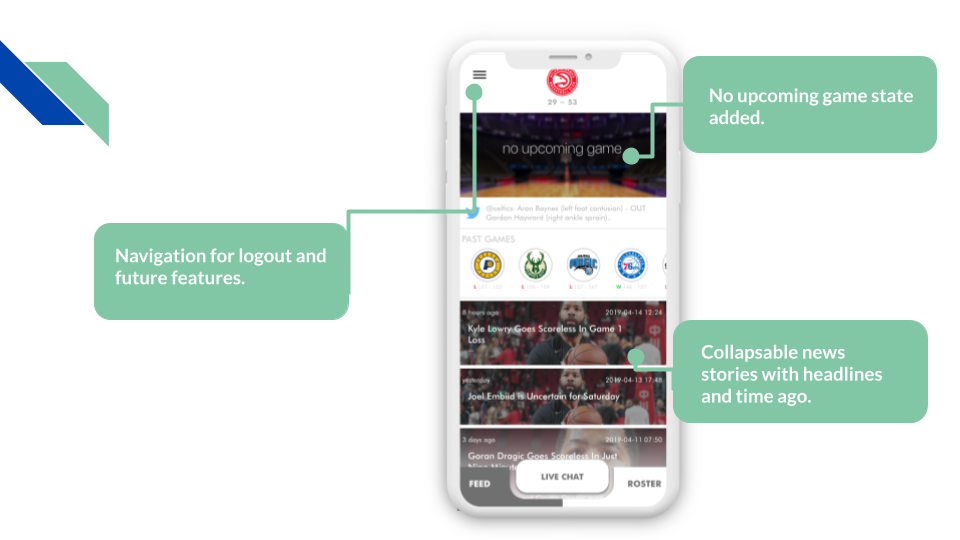 29 – 53
No upcoming game state
added.
no upcoming game
@celtics: Aron Baynes (left foot contusion) – OUT
Gordon Hayward (right ankle sprain)...
Navigation for logout and
future features.
PAST GAMES
8 hours ago
2019-04-14 12:24
Kyle Lowry Goes Scoreless In Game 1
Loss
Collapsable news
stories with headlines
and time ago.
yesterday
2019-04-13 17:48
Joel Embiid Is Uncertain for Saturday
3 days ago
2019-04-11 07:50
Goran Dragic Goes Scoreless In Just
FEED
LIVE CHAT
ROSTER